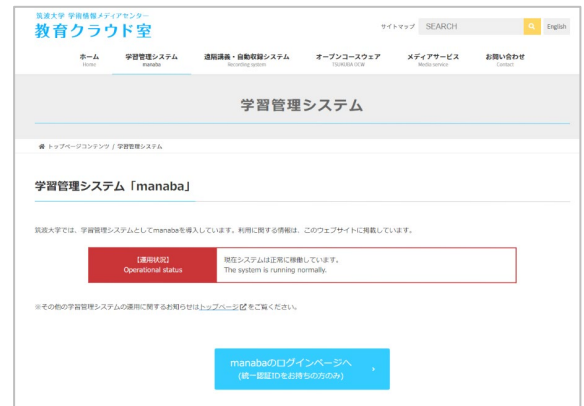 筑波大学 学術情報メディアセンター
教育クラウド室
サイトマップ SEARCH English
ホーム 学習管理システム 遠隔講義・自動収録システム オープンコースウェア メディアサービス お問い合わせ
Home manaba Recording system TSUKUBA OCW Media service Contact
学習管理システム
トップページコンテンツ / 学習管理システム
学習管理システム「manaba」
筑波大学では、学習管理システムとしてmanabaを導入しています。利用に関する情報は、このウェブサイトに掲載しています。
【運用状況】 現在システムは正常に稼働しています。
Operational status The system is running normally.
※その他の学習管理システムの運用に関するお知らせはトップページをご覧ください。
manabaのログインページへ
(統一認証IDをお持ちの方のみ)